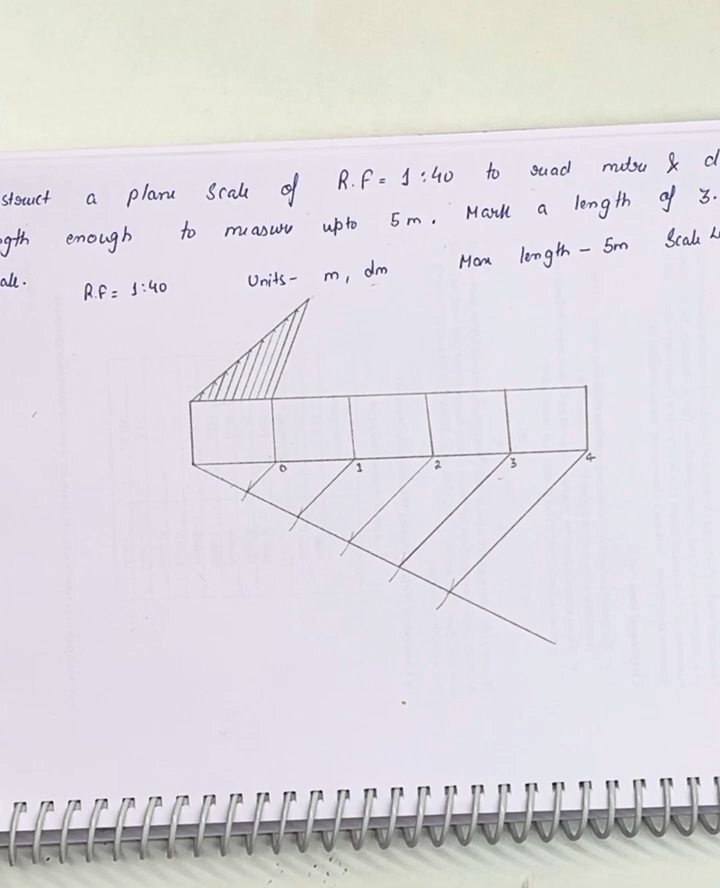 struct a plane scale of R.F = 1:40 to read metre & d
gth enough to measure upto 5m. Mark a length of 3.
ale. R.F = 1:40 Units- m, dm Max length - 5m Scale L
0 1 2 3 4